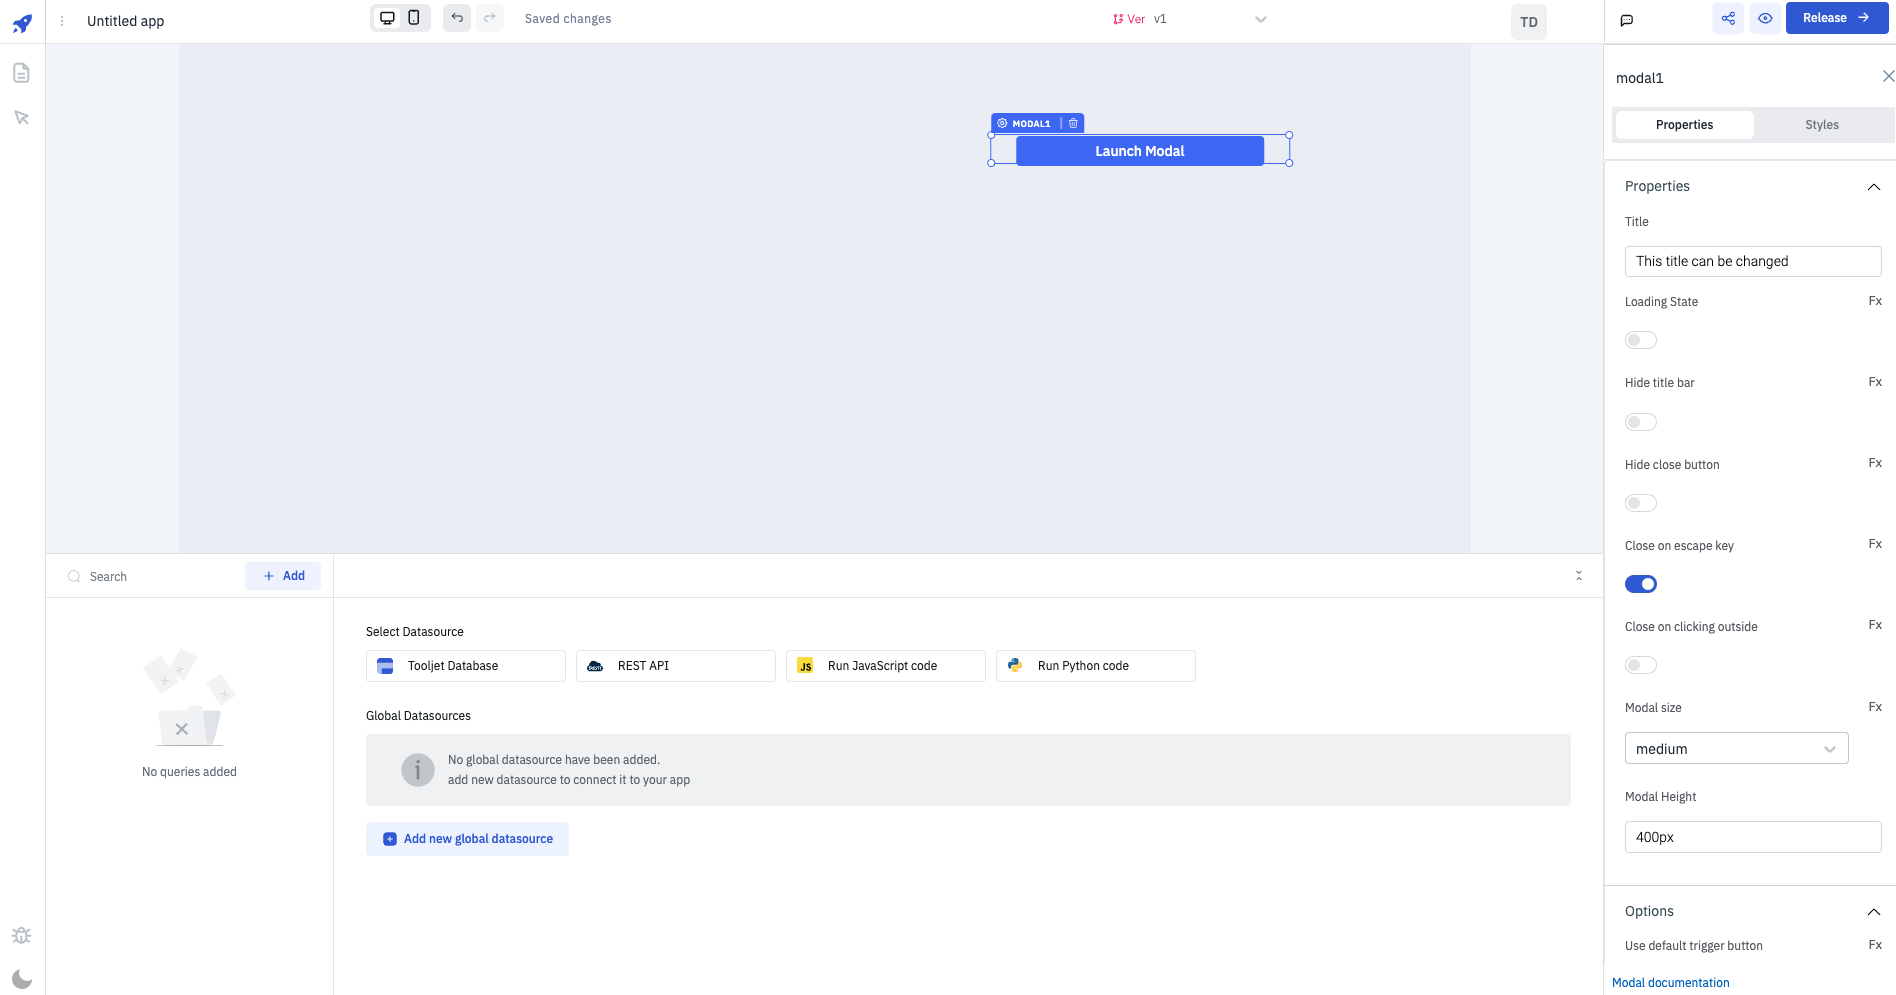 Untitled app
Saved changes
Ver v1
TD
Release
modal1
Properties
Styles
MODAL1
Launch Modal
Properties
Title
This title can be changed
Loading State
Fx
Hide title bar
Fx
Hide close button
Fx
Close on escape key
Fx
Close on clicking outside
Fx
Modal size
Fx
medium
Modal Height
400px
Options
Use default trigger button
Fx
Modal documentation
Search
Add
No queries added
Select Datasource
Tooljet Database
REST API
JS
Run JavaScript code
Run Python code
Global Datasources
No global datasource have been added.
add new datasource to connect it to your app
Add new global datasource